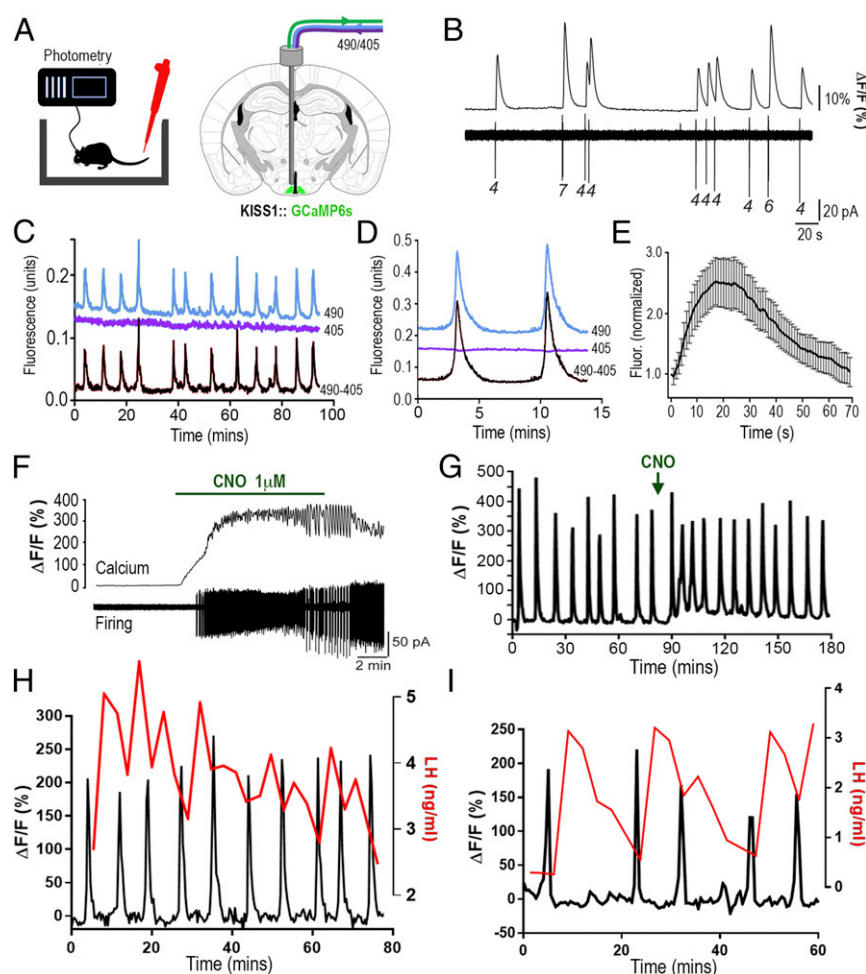 A
Photometry
490/405
KISS1:: GCaMP6s
B
10%
ΔF/F (%)
4 7 4 4 4 4 4 4 6 4
20 pA
20 s
C
Fluorescence (units)
0.2
0.1
0.0
490
405
490-405
0 20 40 60 80 100
Time (mins)
D
Fluorescence (units)
0.5
0.4
0.3
0.2
0.1
0.0
490
405
490-405
0 5 10 15
Time (mins)
E
Fluor. (normalized)
3.0
2.0
1.0
0 10 20 30 40 50 60 70
Time (s)
F
CNO 1μM
ΔF/F (%)
400
300
200
100
0
Calcium
Firing
50 pA
2 min
G
CNO
ΔF/F (%)
500
400
300
200
100
0
0 30 60 90 120 150 180
Time (mins)
H
ΔF/F (%)
300
250
200
150
100
50
0
5
4
3
2
LH (ng/ml)
0 20 40 60 80
Time (mins)
I
ΔF/F (%)
250
200
150
100
50
0
-50
4
3
2
1
0
LH (ng/ml)
0 20 40 60
Time (mins)